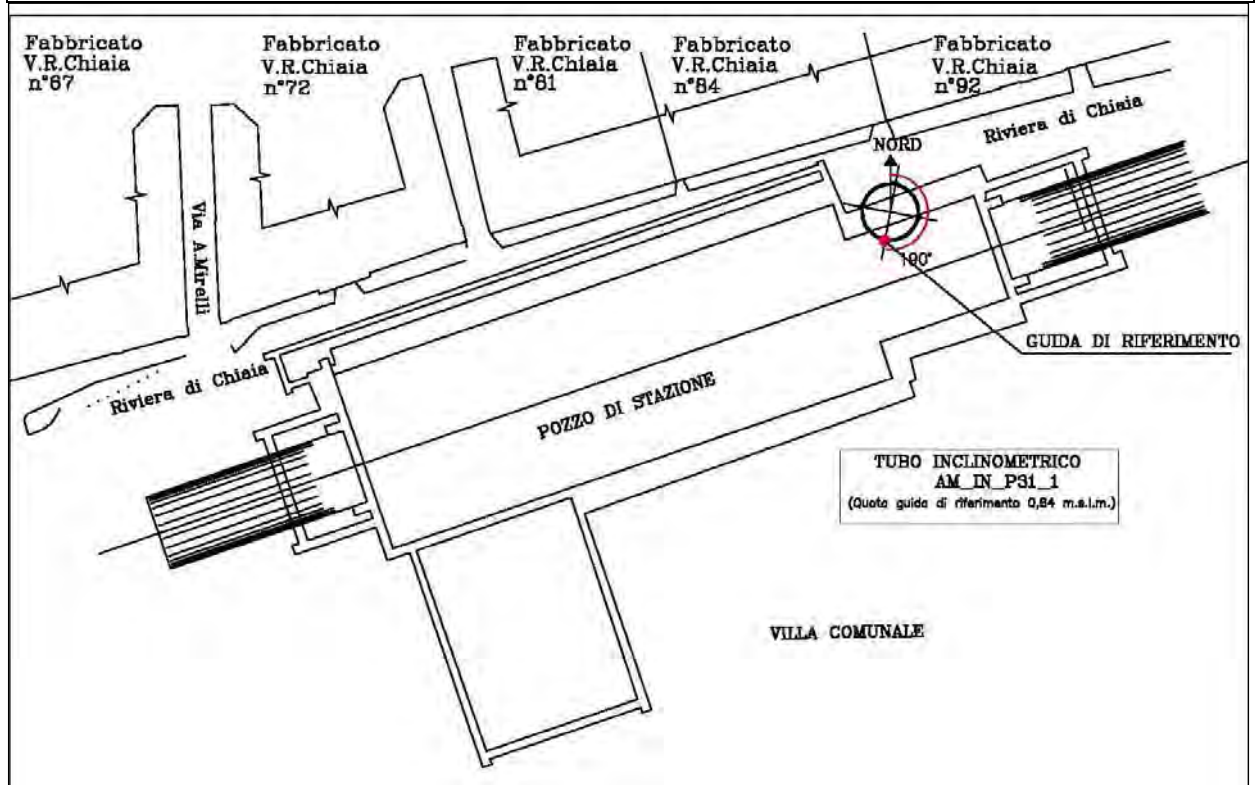 Fabbricato
V.R.Chiaia
n°67
Fabbricato
V.R.Chiaia
n°72
Fabbricato
V.R.Chiaia
n°81
Fabbricato
V.R.Chiaia
n°84
Fabbricato
V.R.Chiaia
n°92
Riviera di Chiaia
NORD
Via A.Mirelli
190°
GUIDA DI RIFERIMENTO
Riviera di Chiaia
POZZO DI STAZIONE
TUBO INCLINOMETRICO
AM_IN_P31_1
(Quota guida di riferimento 0,64 m.s.l.m.)
VILLA COMUNALE